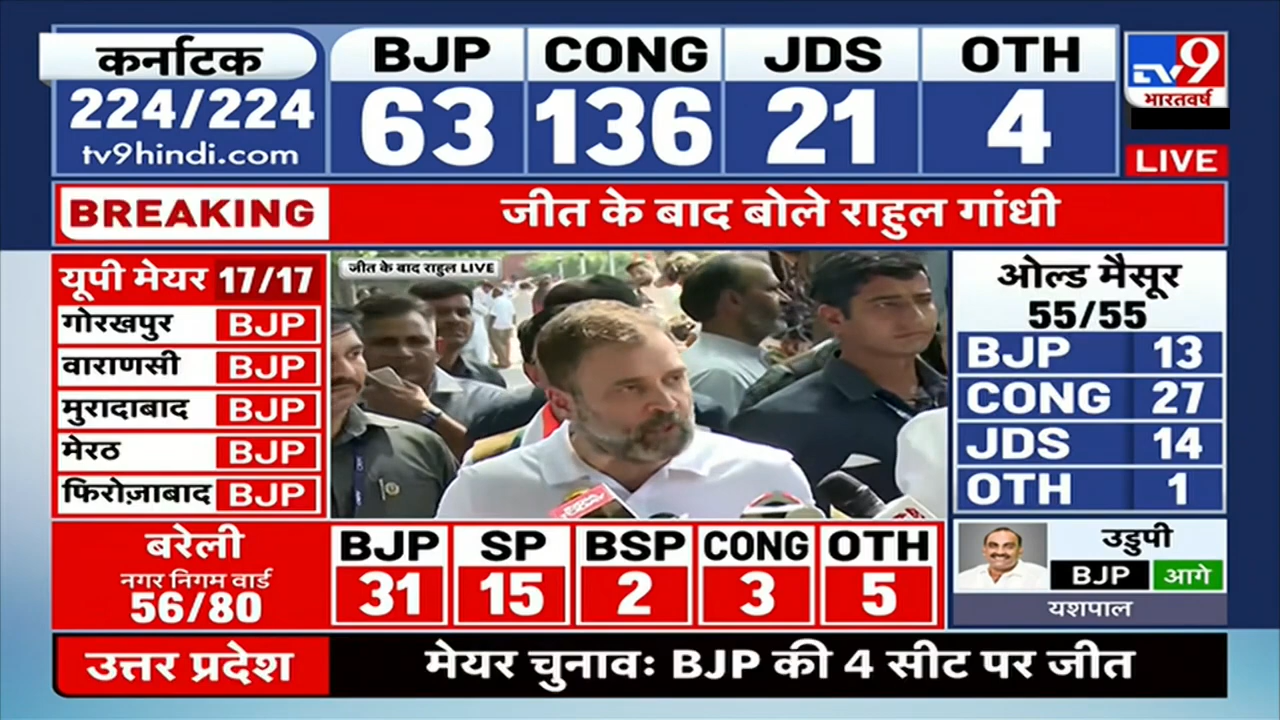 कर्नाटक
224/224
tv9hindi.com
BJP CONG JDS OTH
63 136 21 4
TV9
भारतवर्ष
LIVE
BREAKING
जीत के बाद बोले राहुल गांधी
यूपी मेयर 17/17
गोरखपुर BJP
वाराणसी BJP
मुरादाबाद BJP
मेरठ BJP
फिरोज़ाबाद BJP
जीत के बाद राहुल LIVE
ओल्ड मैसूर
55/55
BJP 13
CONG 27
JDS 14
OTH 1
बरेली
नगर निगम वार्ड
56/80
BJP SP BSP CONG OTH
31 15 2 3 5
उडुपी
BJP आगे
यशपाल
उत्तर प्रदेश
मेयर चुनावः BJP की 4 सीट पर जीत